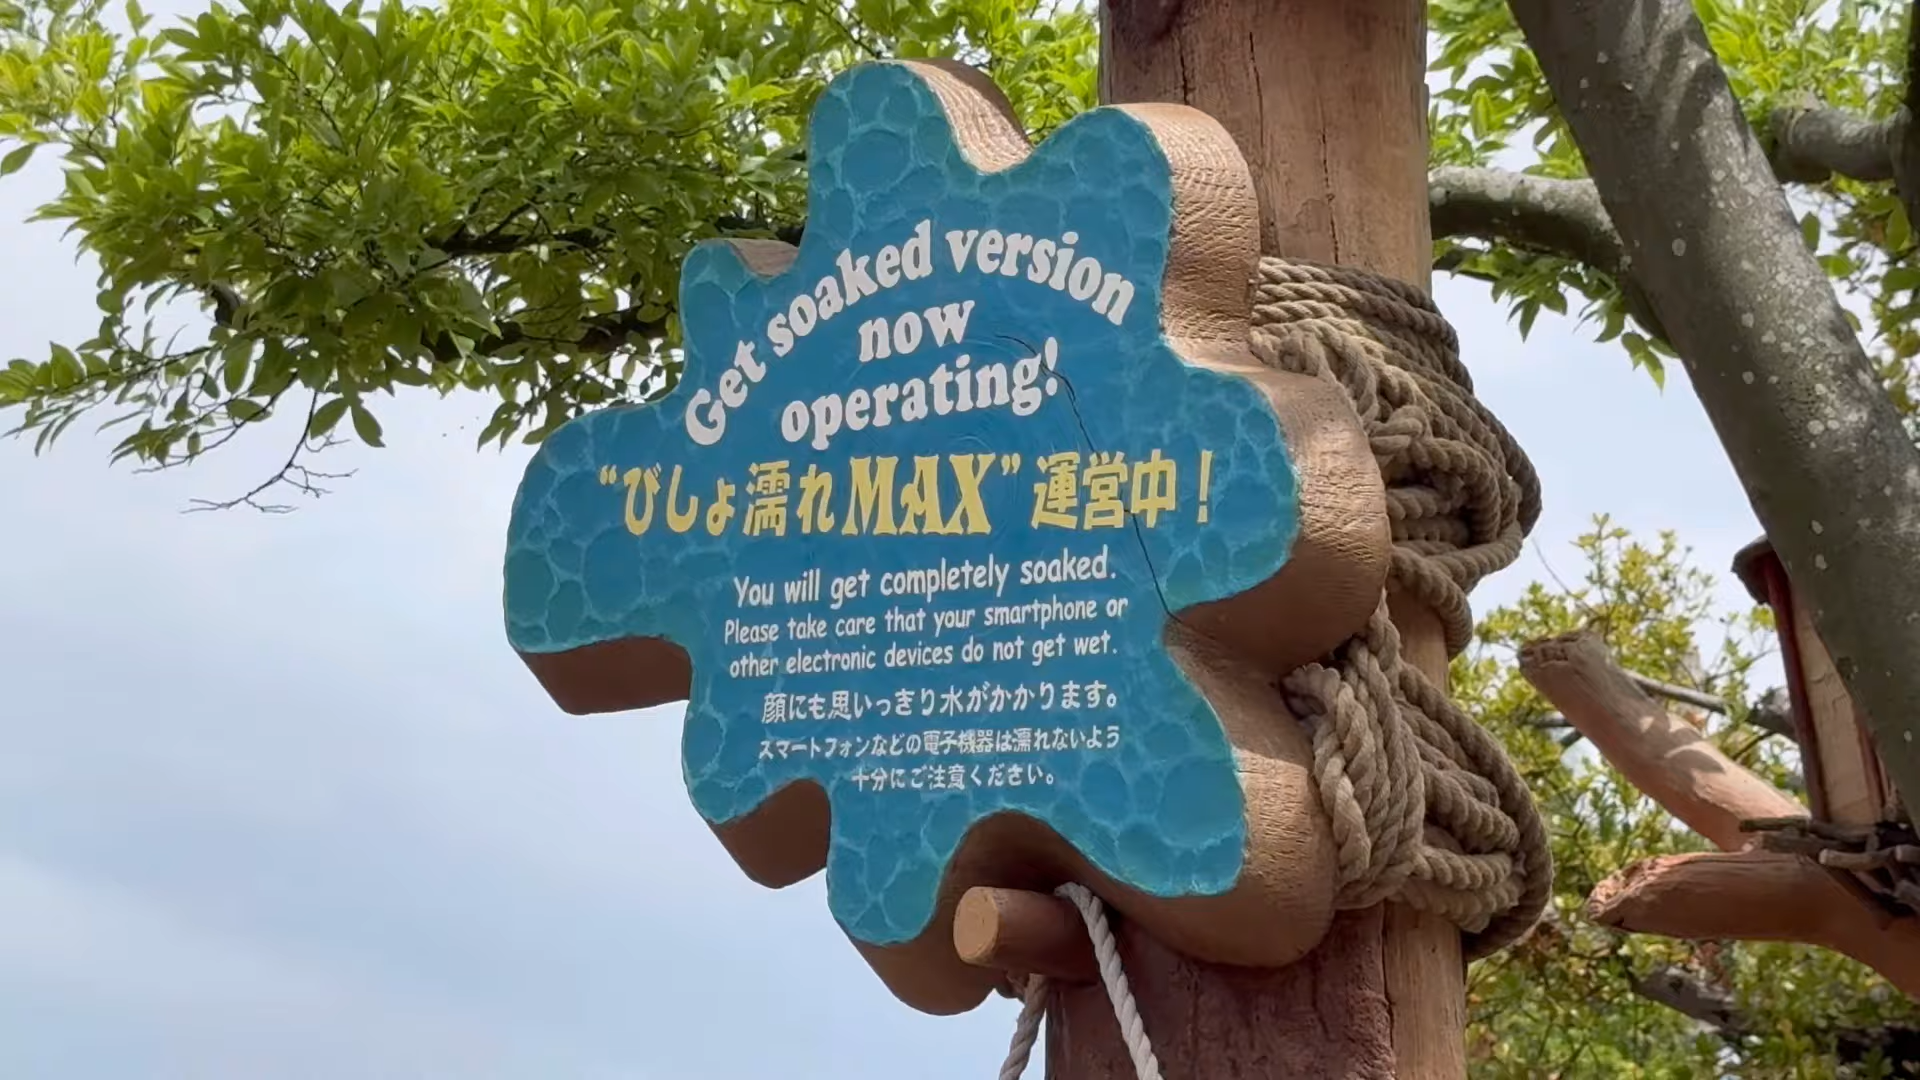 Get soaked version
now
operating!
“びしょ濡れMAX”運営中！
You will get completely soaked.
Please take care that your smartphone or
other electronic devices do not get wet.
顔にも思いっきり水がかかります。
スマートフォンなどの電子機器は濡れないよう
十分にご注意ください。